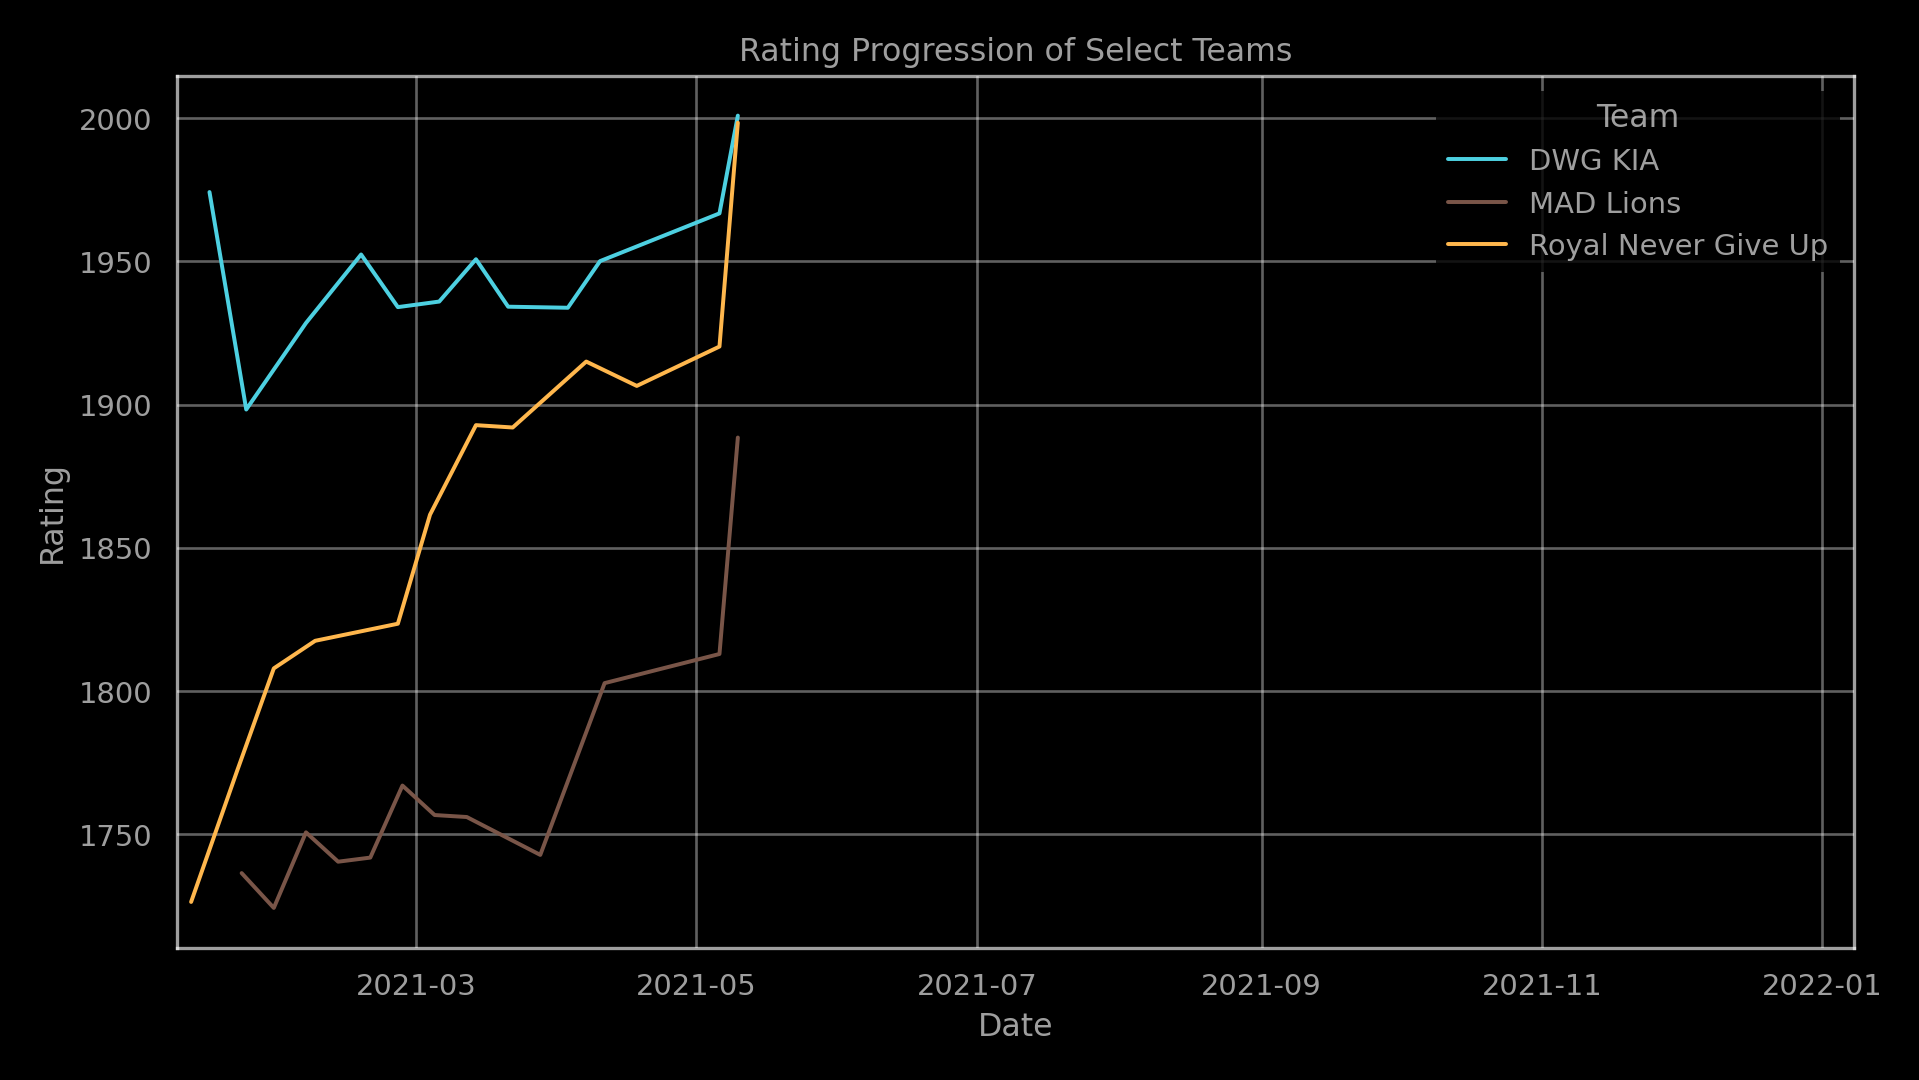 Rating Progression of Select Teams
2000
1950
1900
1850
1800
1750
Rating
Team
DWG KIA
MAD Lions
Royal Never Give Up
2021-03 2021-05 2021-07 2021-09 2021-11 2022-01
Date